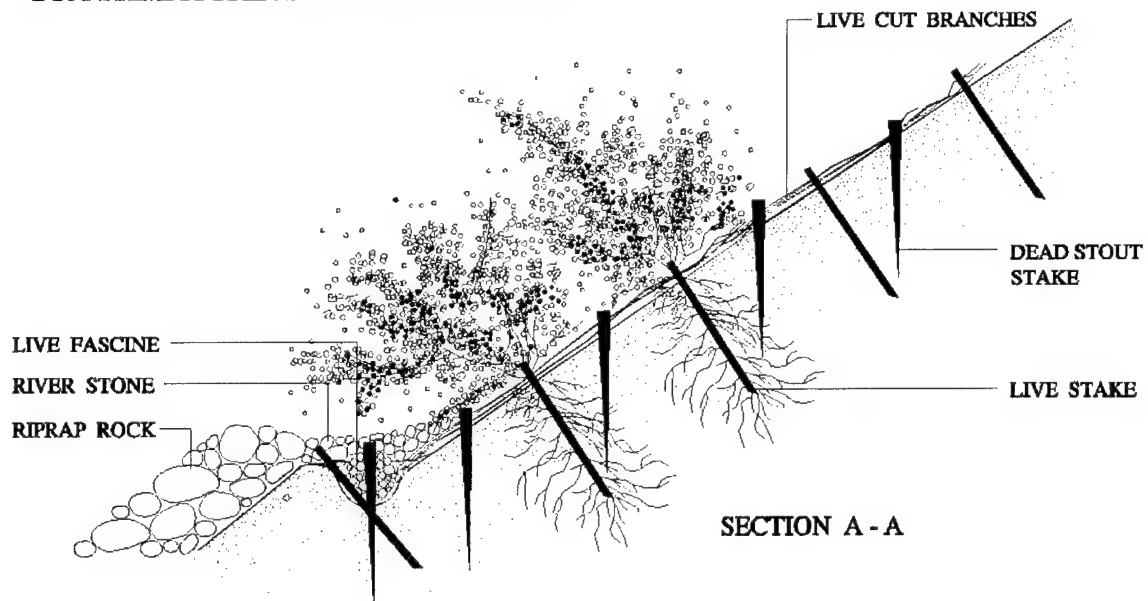 LIVE CUT BRANCHES
DEAD STOUT
STAKE
LIVE FASCINE
RIVER STONE
LIVE STAKE
RIPRAP ROCK
SECTION A - A